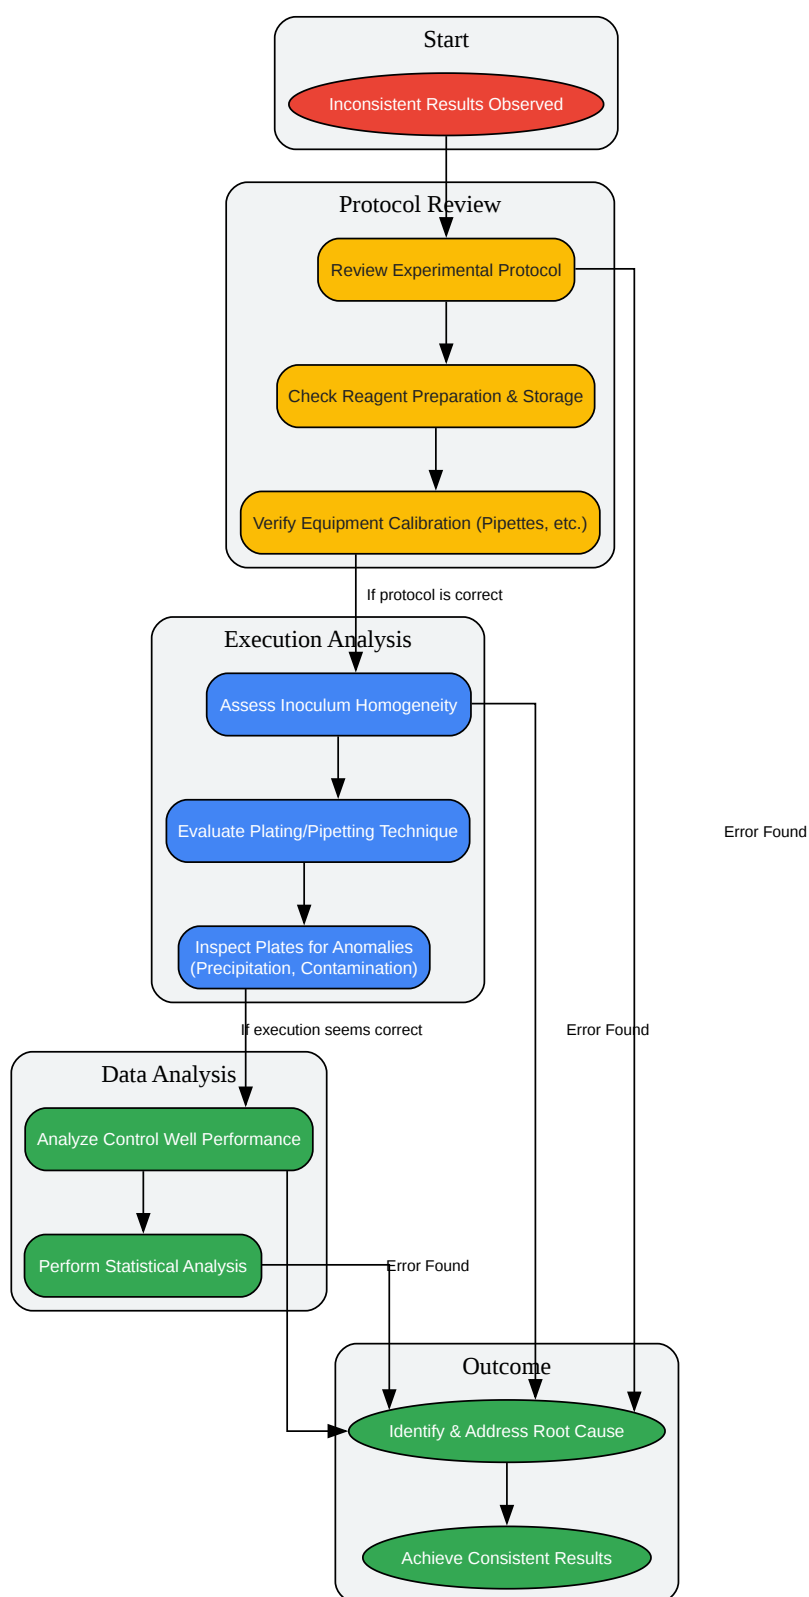 Start
Inconsistent Results Observed
Protocol Review
Review Experimental Protocol
Check Reagent Preparation & Storage
Verify Equipment Calibration (Pipettes, etc.)
If protocol is correct
Execution Analysis
Assess Inoculum Homogeneity
Evaluate Plating/Pipetting Technique
Error Found
Inspect Plates for Anomalies
(Precipitation, Contamination)
If execution seems correct
Error Found
Data Analysis
Analyze Control Well Performance
Perform Statistical Analysis
Error Found
Outcome
Identify & Address Root Cause
Achieve Consistent Results